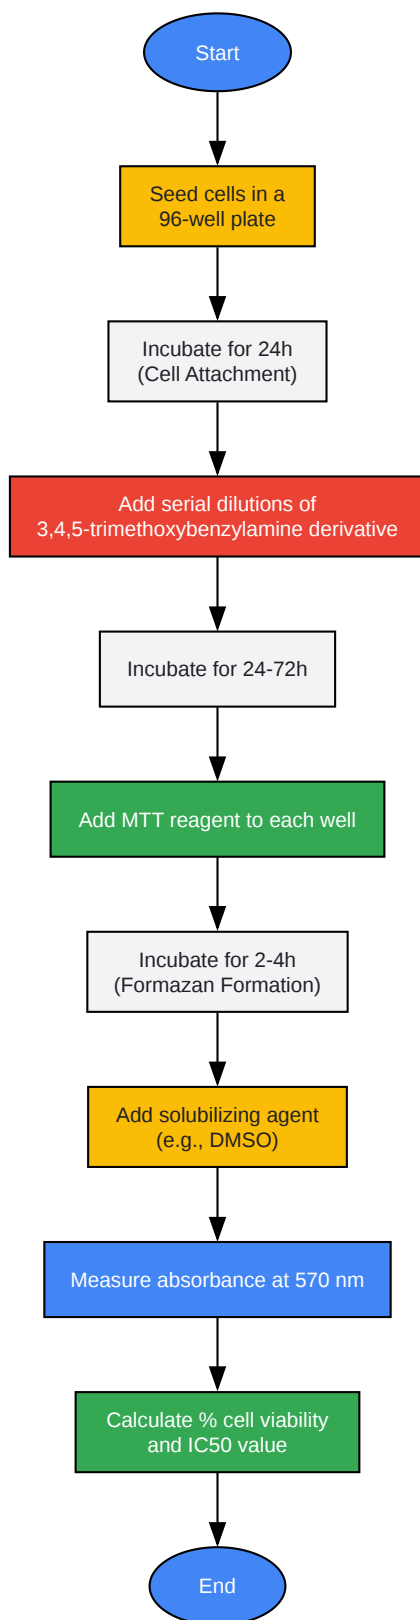 Start
Seed cells in a
96-well plate
Incubate for 24h
(Cell Attachment)
Add serial dilutions of
3,4,5-trimethoxybenzylamine derivative
Incubate for 24-72h
Add MTT reagent to each well
Incubate for 2-4h
(Formazan Formation)
Add solubilizing agent
(e.g., DMSO)
Measure absorbance at 570 nm
Calculate % cell viability
and IC50 value
End